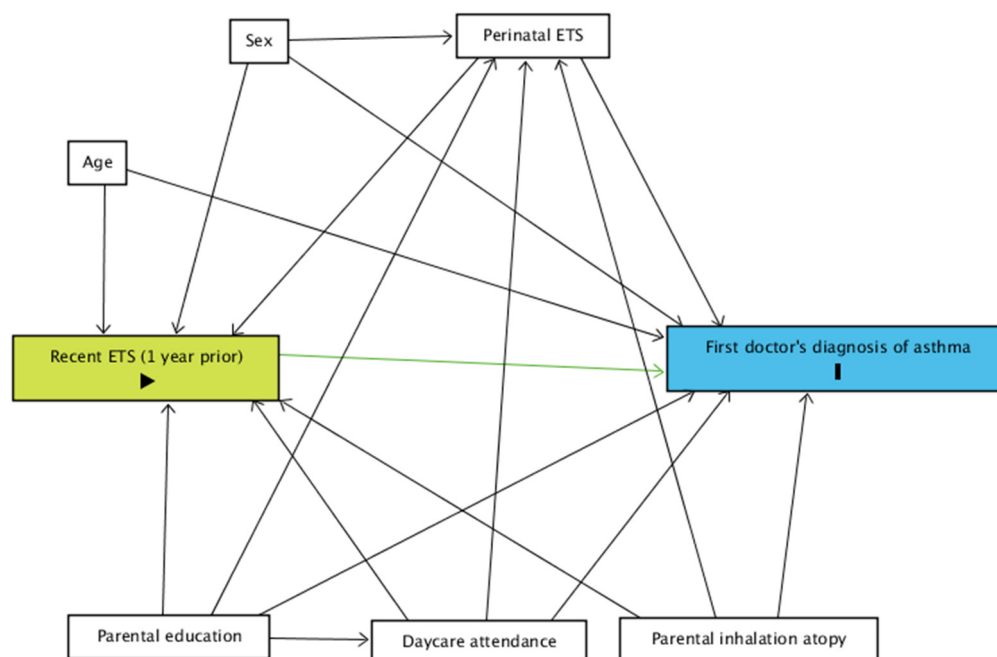 Sex
Perinatal ETS
Age
Recent ETS (1 year prior)
First doctor's diagnosis of asthma
Parental education
Daycare attendance
Parental inhalation atopy